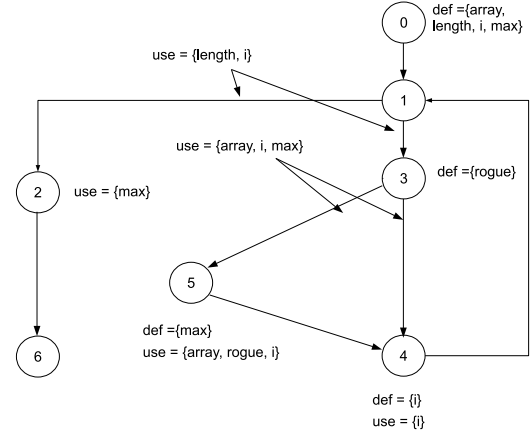 0
def ={array,
length, i, max}
use = {length, i}
1
use = {array, i, max}
3
def ={rogue}
2
use = {max}
5
def ={max}
use = {array, rogue, i}
6
4
def = {i}
use = {i}